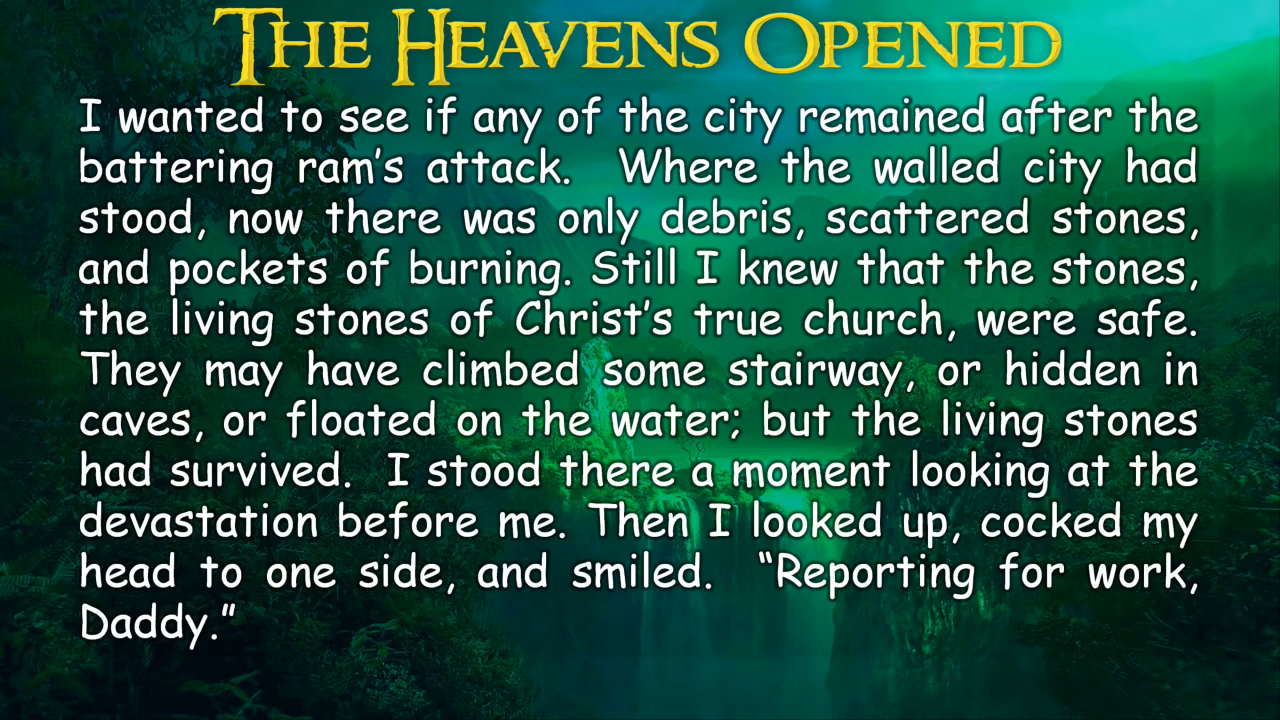 THE HEAVENS OPENED
I wanted to see if any of the city remained after the
battering ram’s attack.  Where the walled city had
stood, now there was only debris, scattered stones,
and pockets of burning. Still I knew that the stones,
the living stones of Christ’s true church, were safe.
They may have climbed some stairway, or hidden in
caves, or floated on the water; but the living stones
had survived.  I stood there a moment looking at the
devastation before me. Then I looked up, cocked my
head to one side, and smiled.  “Reporting for work,
Daddy.”